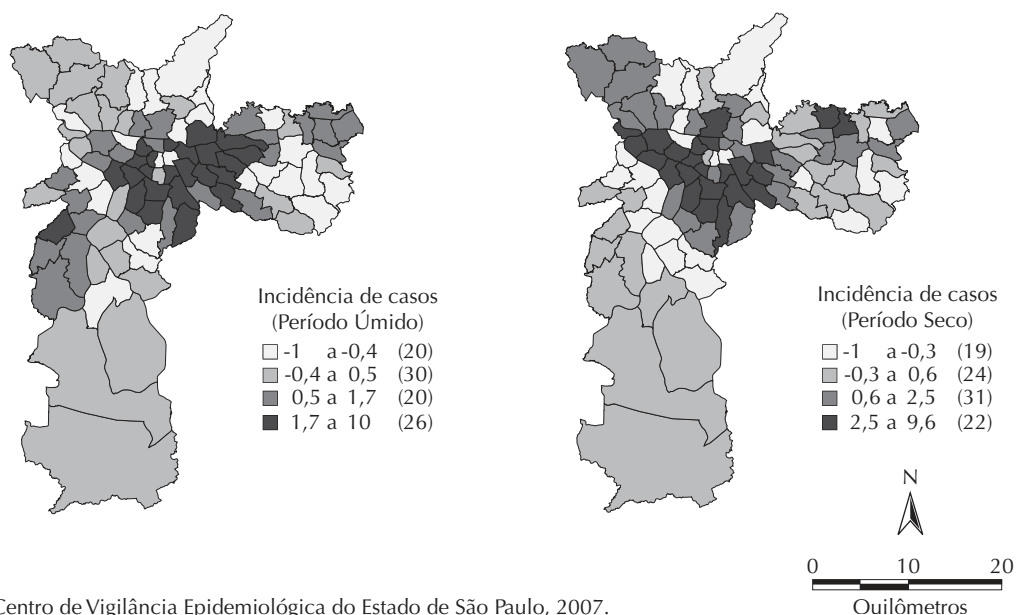 Incidência de casos
(Período Úmido)
-1 a -0,4 (20)
-0,4 a 0,5 (30)
0,5 a 1,7 (20)
1,7 a 10 (26)
Incidência de casos
(Período Seco)
-1 a -0,3 (19)
-0,3 a 0,6 (24)
0,6 a 2,5 (31)
2,5 a 9,6 (22)
N
0 10 20
Quilômetros
Centro de Vigilância Epidemiológica do Estado de São Paulo, 2007.